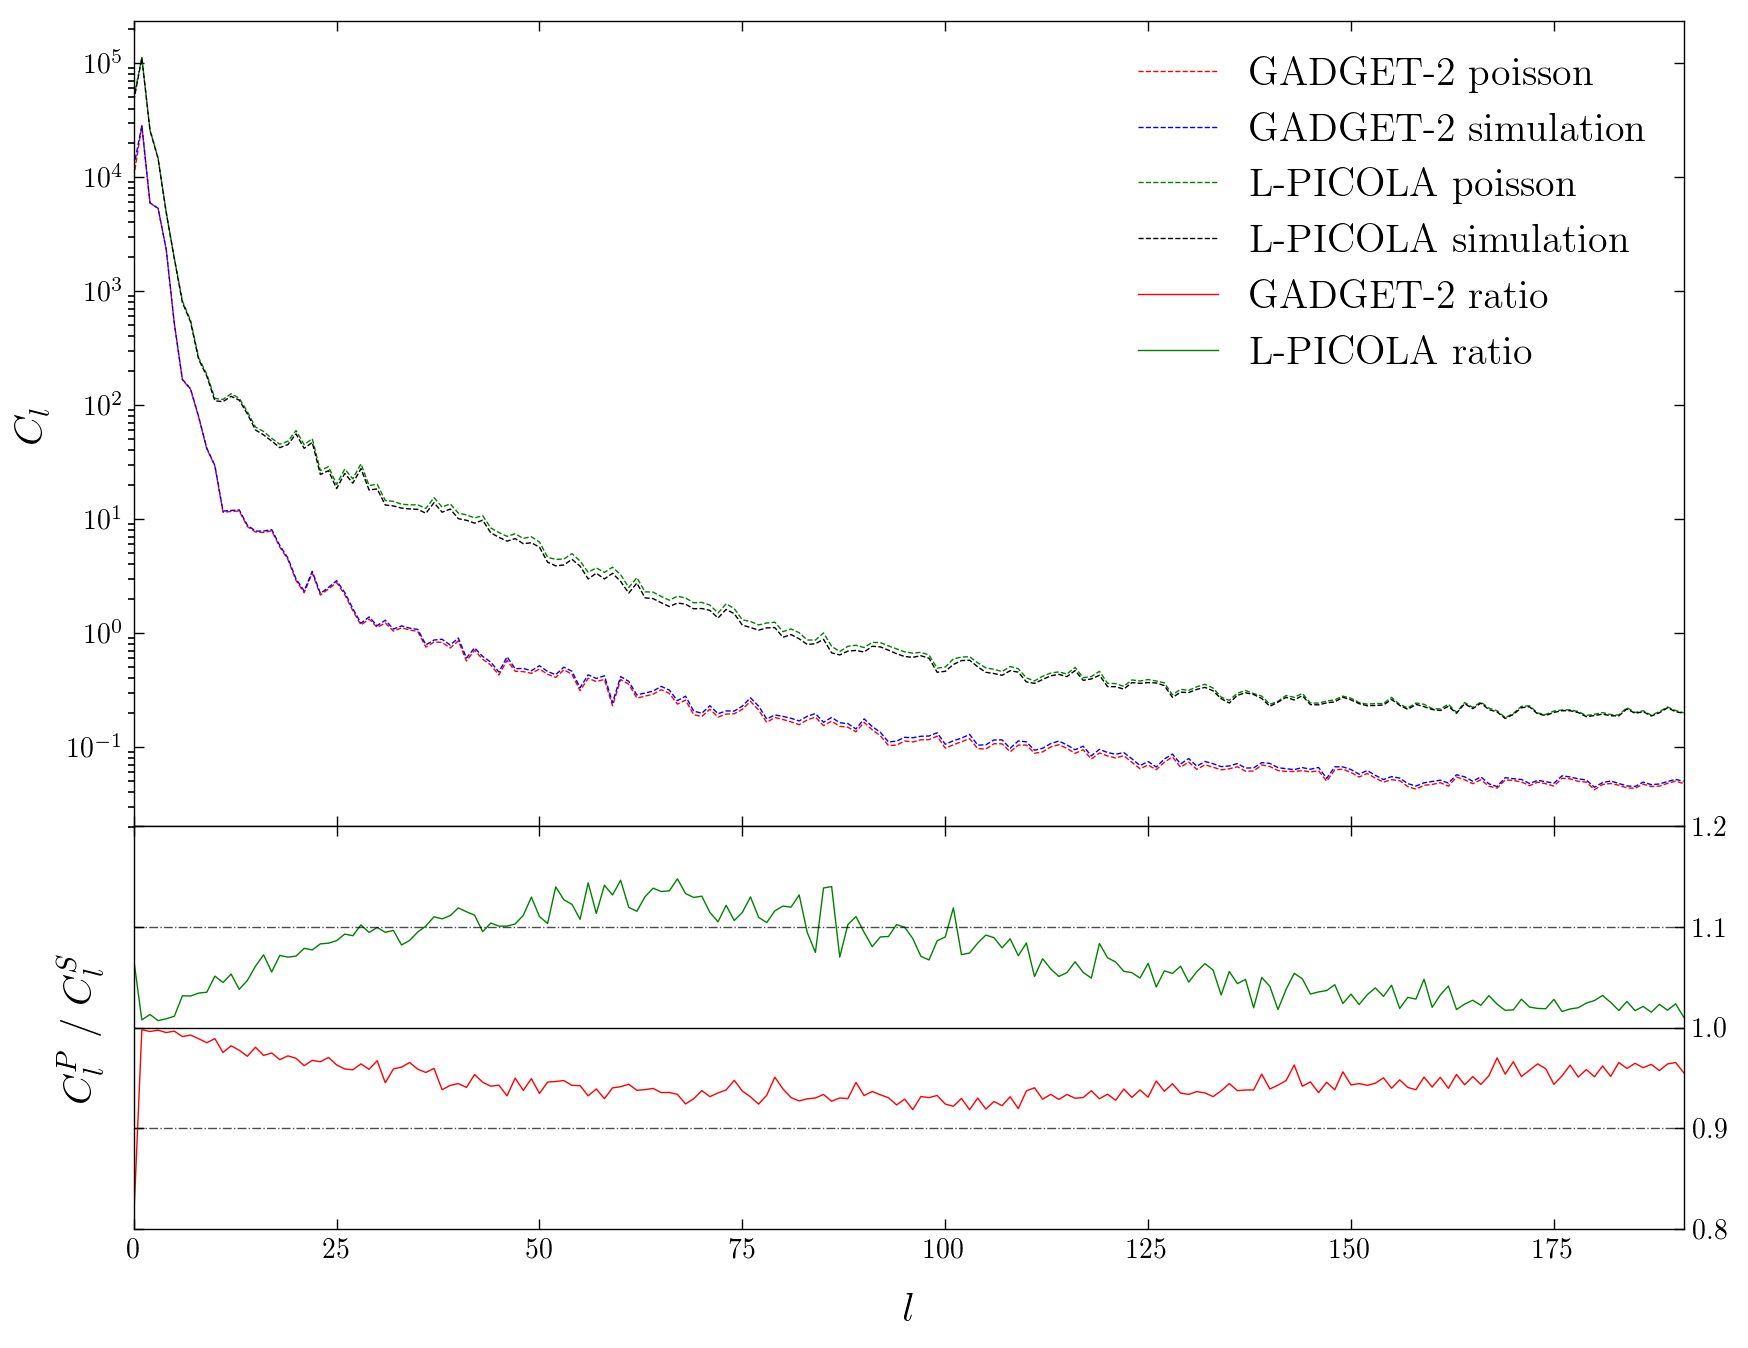 10^5
10^4
10^3
10^2
10^1
10^0
10^{-1}
C_l
GADGET-2 poisson
GADGET-2 simulation
L-PICOLA poisson
L-PICOLA simulation
GADGET-2 ratio
L-PICOLA ratio
1.2
1.1
1.0
0.9
0.8
C_l^P / C_l^S
0 25 50 75 100 125 150 175
l